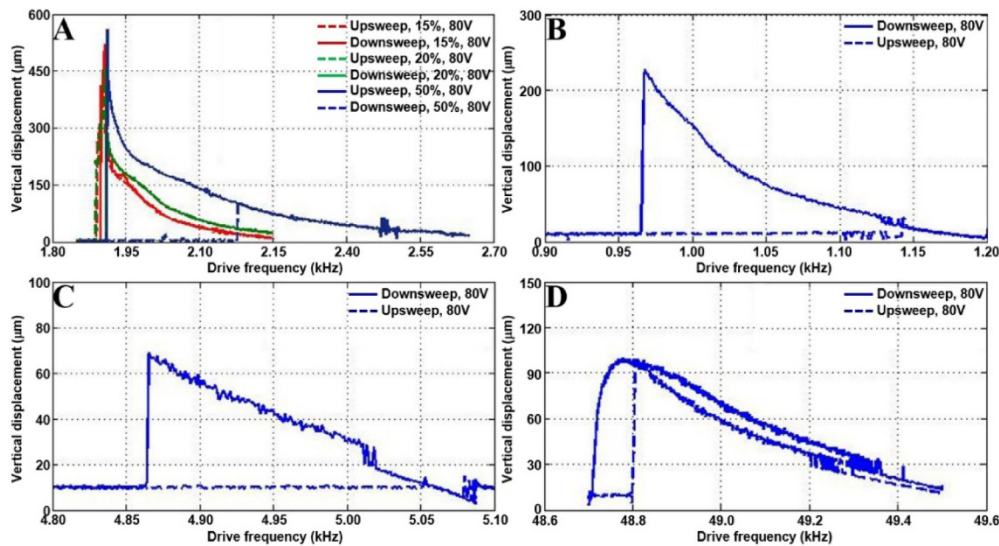 A
Vertical displacement (μm)
600
450
300
150
0
Upsweep, 15%, 80V
Downsweep, 15%, 80V
Upsweep, 20%, 80V
Downsweep, 20%, 80V
Upsweep, 50%, 80V
Downsweep, 50%, 80V
1.80 1.95 2.10 2.25 2.40 2.55 2.70
Drive frequency (kHz)
B
Vertical displacement (μm)
300
200
100
0
Downsweep, 80V
Upsweep, 80V
0.90 0.95 1.00 1.05 1.10 1.15 1.20
Drive frequency (kHz)
C
Vertical displacement (μm)
100
80
60
40
20
0
Downsweep, 80V
Upsweep, 80V
4.80 4.85 4.90 4.95 5.00 5.05 5.10
Drive frequency (kHz)
D
Vertical displacement (μm)
150
120
90
60
30
0
Downsweep, 80V
Upsweep, 80V
48.6 48.8 49.0 49.2 49.4 49.6
Drive frequency (kHz)